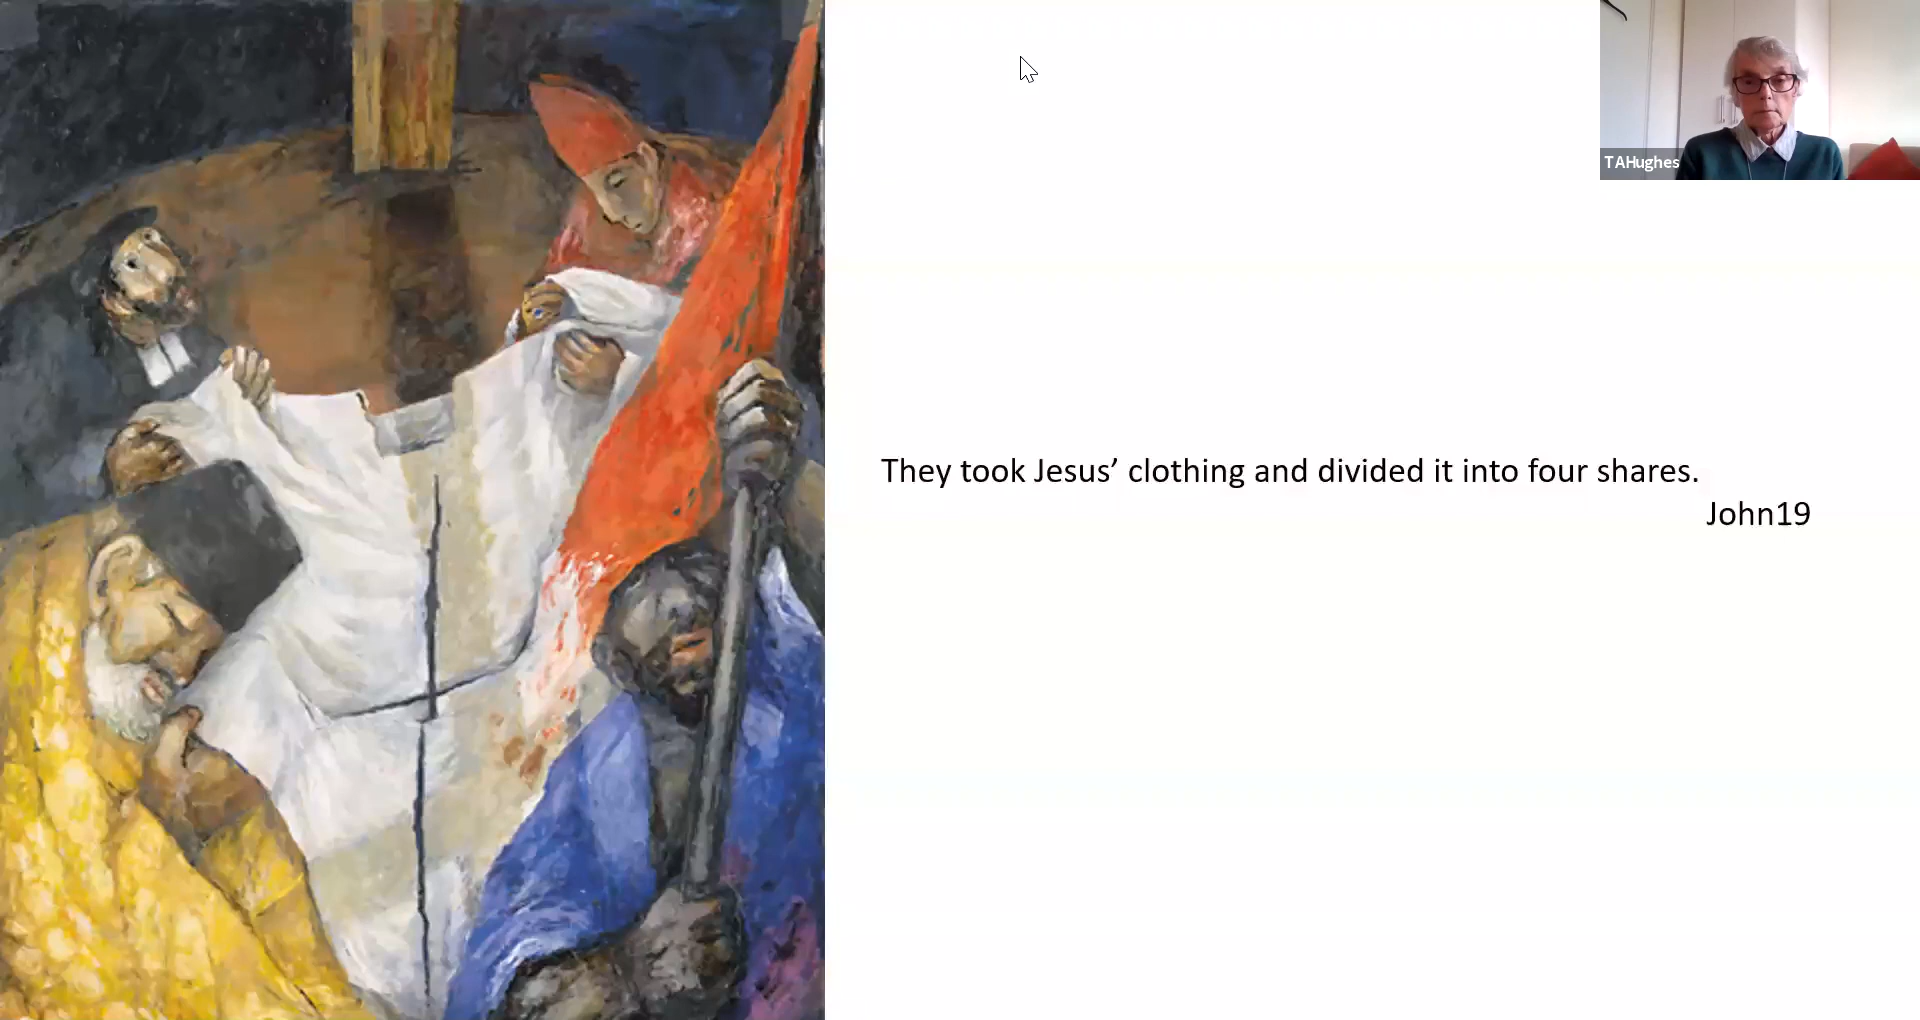 TAHughes
They took Jesus’ clothing and divided it into four shares.
John19